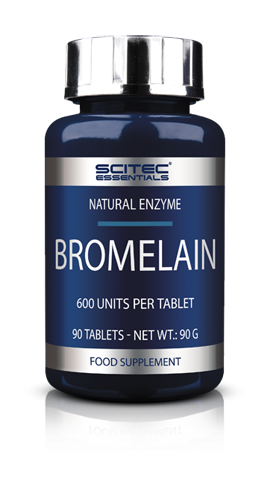 SCITEC
ESSENTIALS
NATURAL ENZYME
BROMELAIN
600 UNITS PER TABLET
90 TABLETS - NET WT.: 90 G
FOOD SUPPLEMENT